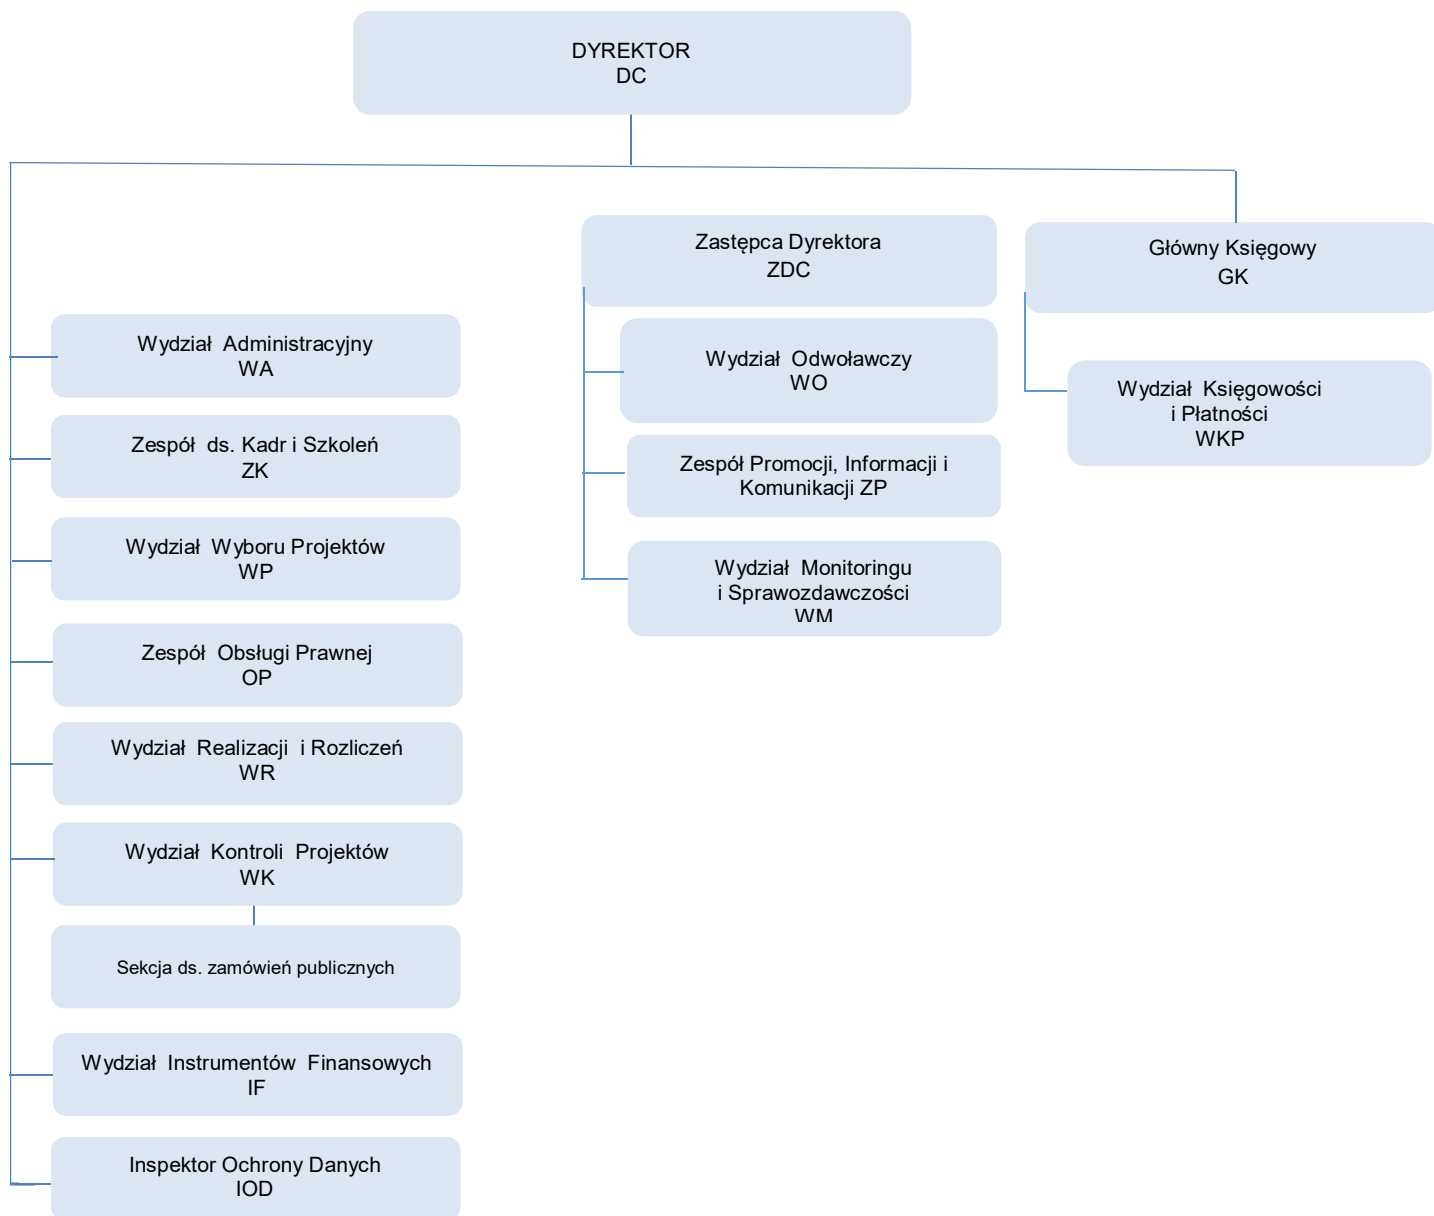 DYREKTOR
DC
Zastępca Dyrektora
ZDC
Główny Księgowy
GK
Wydział Administracyjny
WA
Zespół ds. Kadr i Szkoleń
ZK
Wydział Wyboru Projektów
WP
Zespół Obsługi Prawnej
OP
Wydział Realizacji i Rozliczeń
WR
Wydział Kontroli Projektów
WK
Sekcja ds. zamówień publicznych
Wydział Instrumentów Finansowych
IF
Inspektor Ochrony Danych
IOD
Wydział Odwoławczy
WO
Zespół Promocji, Informacji i
Komunikacji ZP
Wydział Monitoringu
i Sprawozdawczości
WM
Wydział Księgowości
i Płatności
WKP